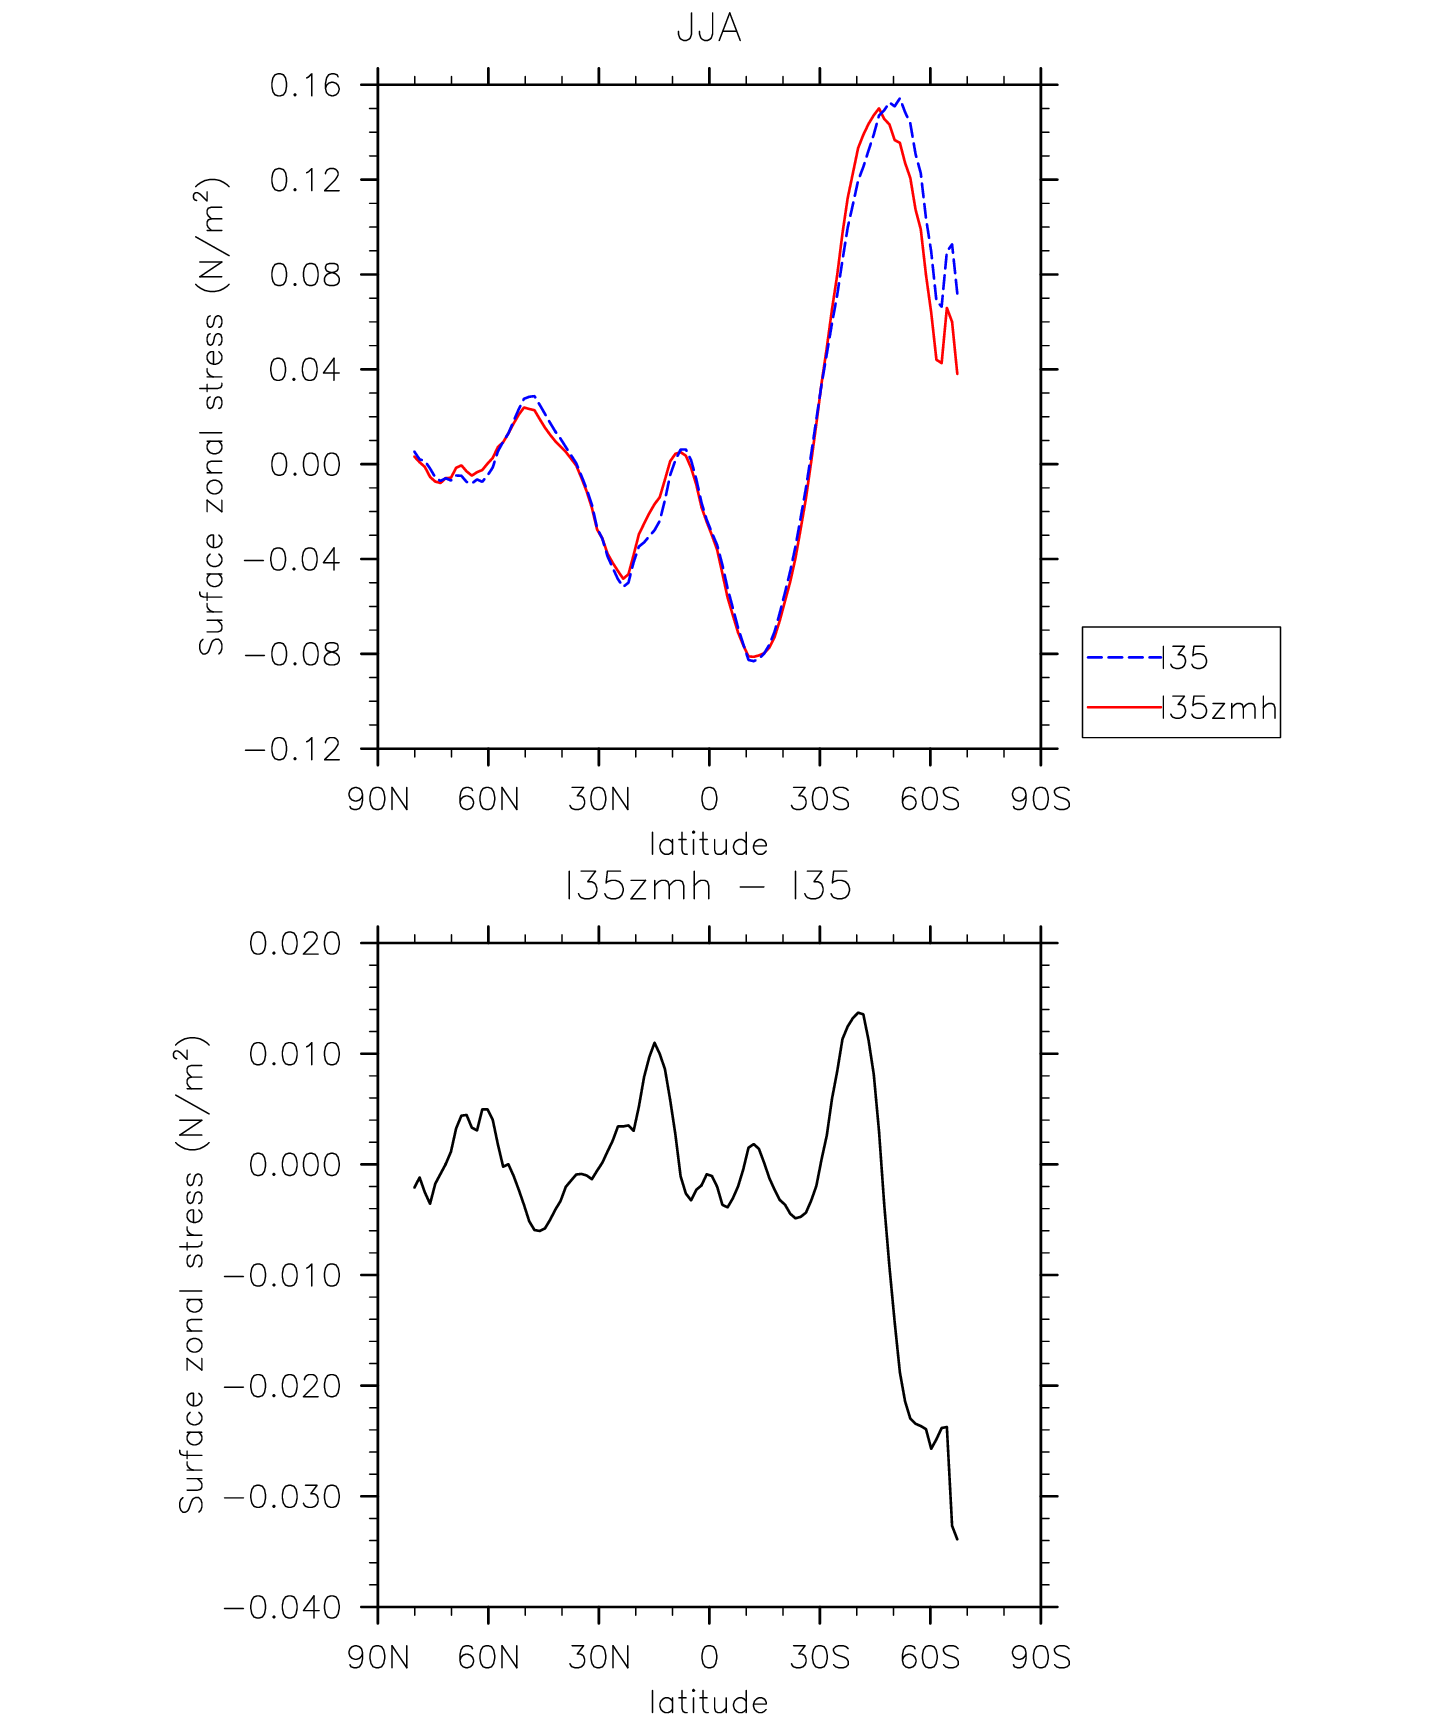 JJA
0.16
0.12
0.08
0.04
0.00
−0.04
−0.08
−0.12
Surface zonal stress (N/m²)
90N 60N 30N 0 30S 60S 90S
latitude
I35
I35zmh
I35zmh − I35
0.020
0.010
0.000
−0.010
−0.020
−0.030
−0.040
Surface zonal stress (N/m²)
90N 60N 30N 0 30S 60S 90S
latitude